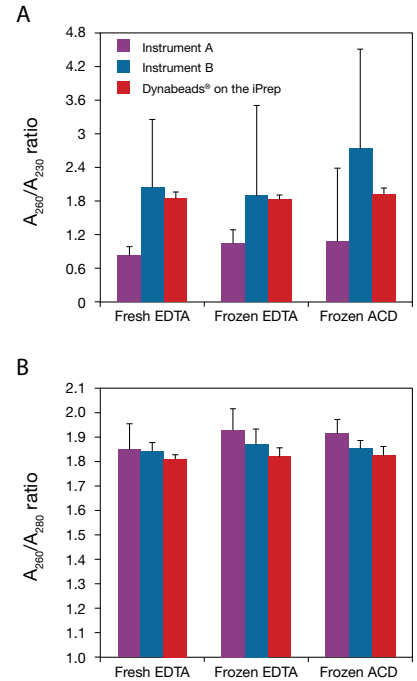 A
A260/A230 ratio
4.8
4.2
3.6
3
2.4
1.8
1.2
0.6
0
Instrument A
Instrument B
Dynabeads® on the iPrep
Fresh EDTA Frozen EDTA Frozen ACD
B
A260/A280 ratio
2.1
2.0
1.9
1.8
1.7
1.6
1.5
1.4
1.3
1.2
1.1
1.0
Fresh EDTA Frozen EDTA Frozen ACD